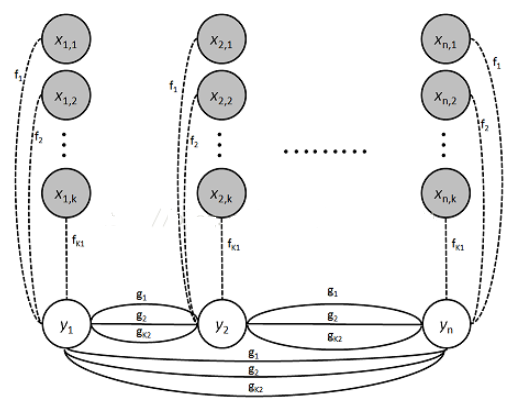 x1,1 x2,1 xn,1
f1 f1 f1
x1,2 x2,2 xn,2
f2 f2 f2
x1,k x2,k xn,k
fK1 fK1 fK1
g1 g1
y1 g2 y2 g2 yn
gK2 gK2
g1
g2
gK2